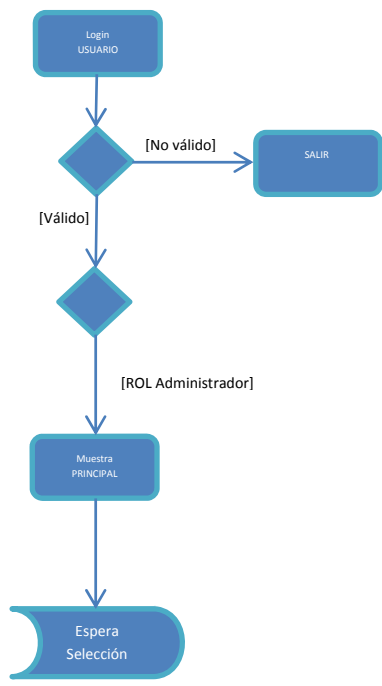 Login
USUARIO
[No válido]
SALIR
[Válido]
[ROL Administrador]
Muestra
PRINCIPAL
Espera
Selección